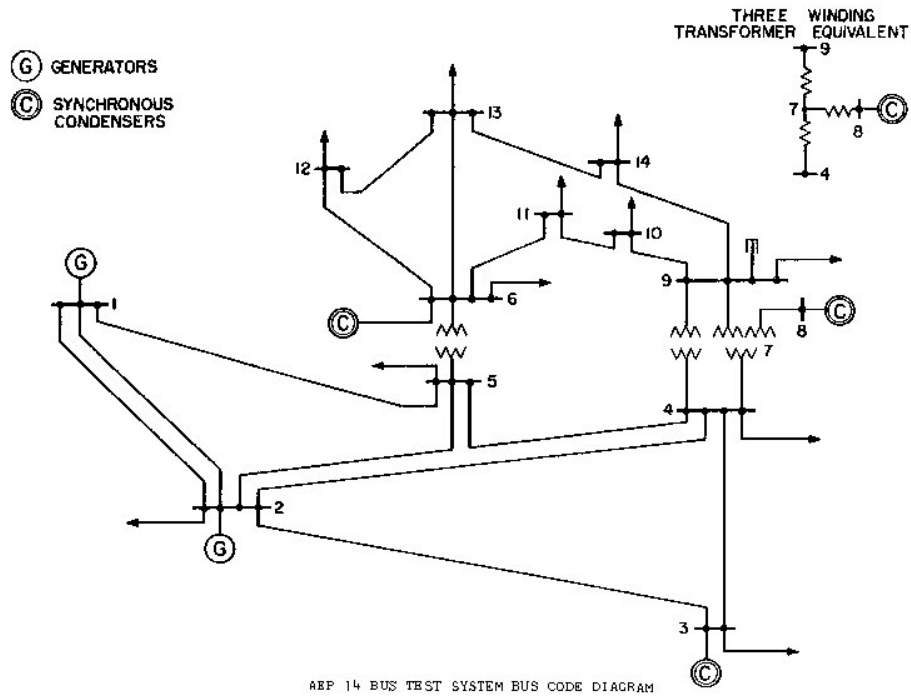 THREE WINDING
TRANSFORMER EQUIVALENT
9
7
8
C
4
G GENERATORS
C SYNCHRONOUS
CONDENSERS
13
12
14
11
10
G
1
9
6
C
8
C
7
5
4
2
G
3
C
AEP 14 BUS TEST SYSTEM BUS CODE DIAGRAM